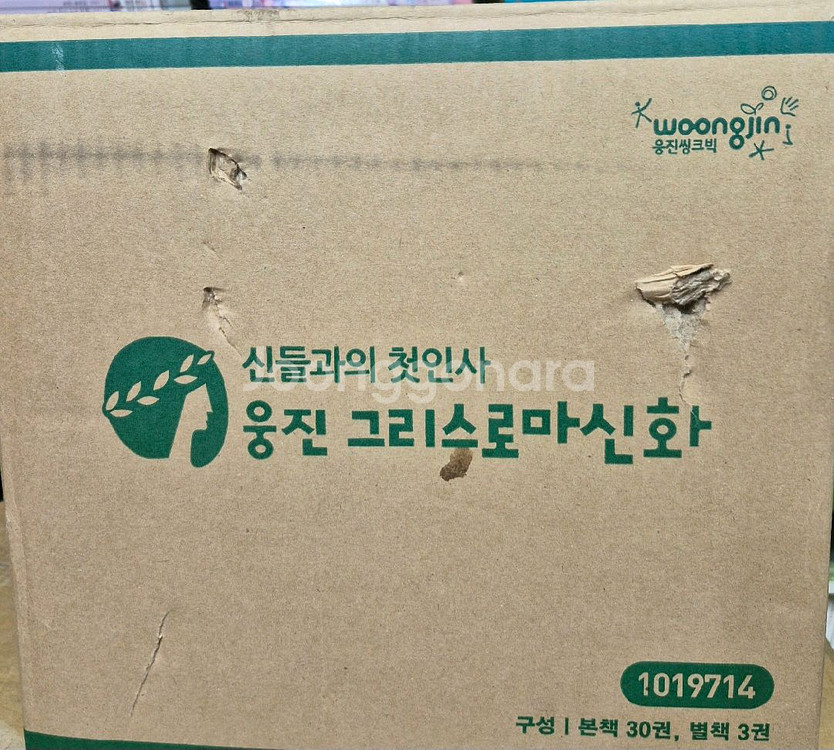 woongjin
웅진씽크빅
신들과의 첫인사
joonggonara
웅진 그리스로마신화
1019714
구성 | 본책 30권, 별책 3권